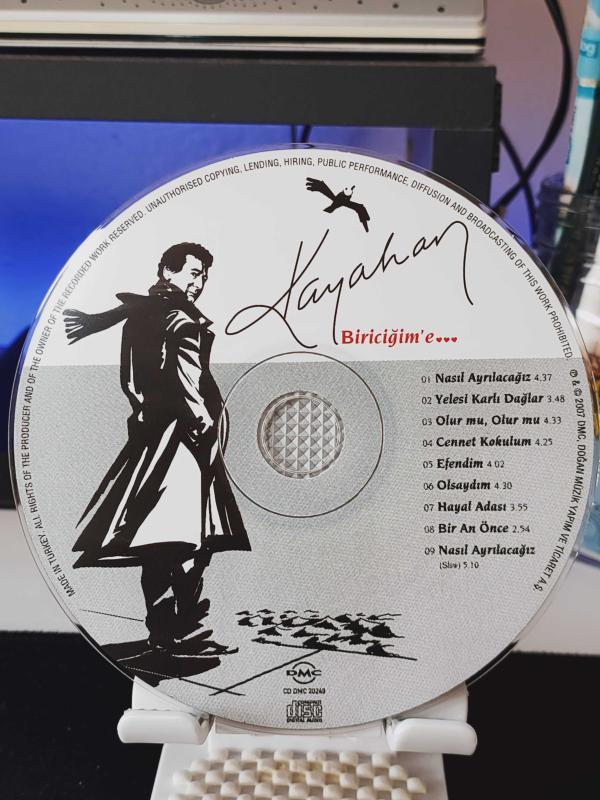 MADE IN TURKEY. ALL RIGHTS OF THE PRODUCER AND OF THE OWNER OF THE RECORDED WORK RESERVED. UNAUTHORISED COPYING, LENDING, HIRING, PUBLIC PERFORMANCE, DIFFUSION AND BROADCASTING OF THIS WORK PROHIBITED. ℗ & © 2007 DMC, DOĞAN MÜZİK YAPIM VE TİCARET A.Ş.
Kayahan
Biriciğim'e...
01 Nasıl Ayrılacağız 4.37
02 Yelesi Karlı Dağlar 3.48
03 Olur mu, Olur mu 4.33
04 Cennet Kokulum 4.25
05 Efendim 4.02
06 Olsaydım 4.30
07 Hayal Adası 3.55
08 Bir An Önce 2.54
09 Nasıl Ayrılacağız
(Slow) 5.10
DMC
CD DMC 20249
COMPACT
disc
DIGITAL AUDIO